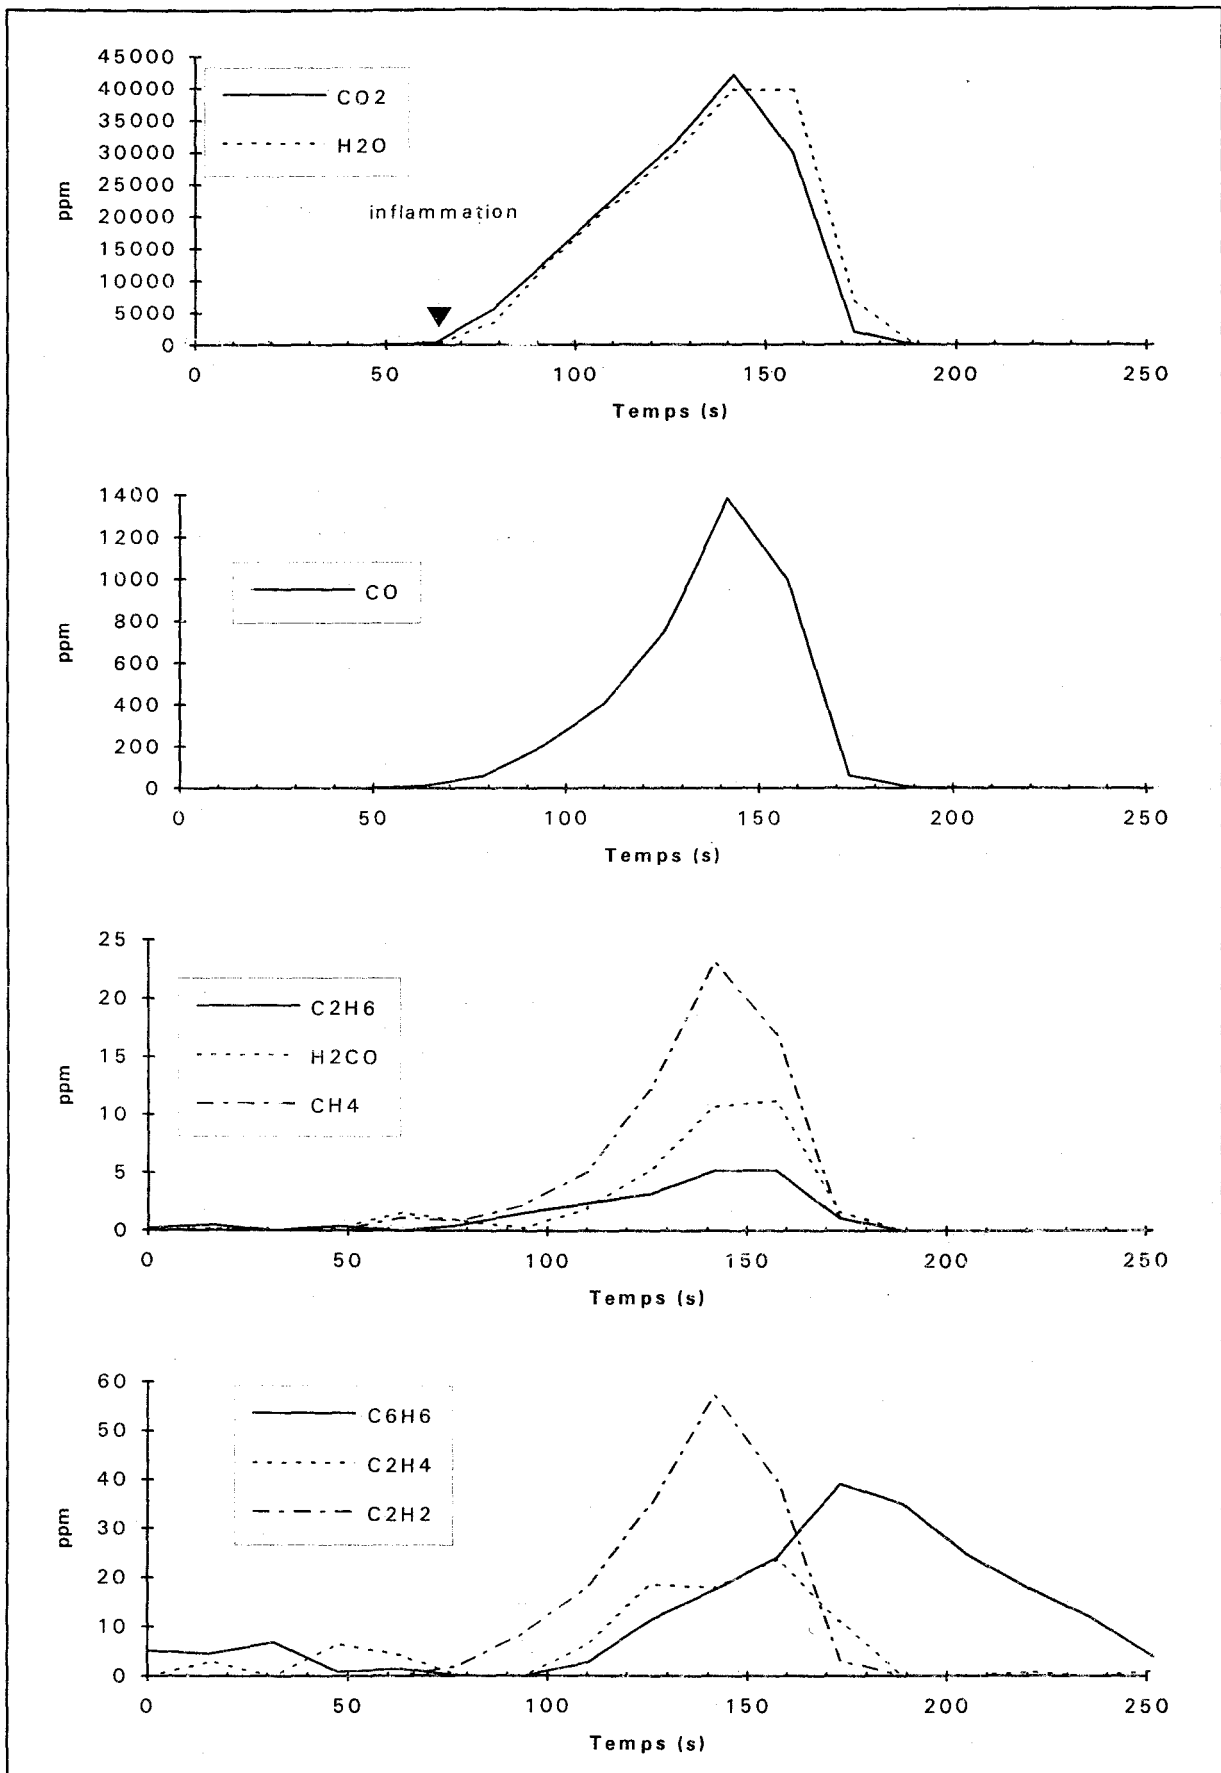 45000
40000
35000
30000
25000
20000
15000
10000
5000
0
ppm
CO2
H2O
inflammation
0 50 100 150 200 250
Temps (s)
1400
1200
1000
800
600
400
200
0
ppm
CO
0 50 100 150 200 250
Temps (s)
25
20
15
10
5
0
ppm
C2H6
H2CO
CH4
0 50 100 150 200 250
Temps (s)
60
50
40
30
20
10
0
ppm
C6H6
C2H4
C2H2
0 50 100 150 200 250
Temps (s)